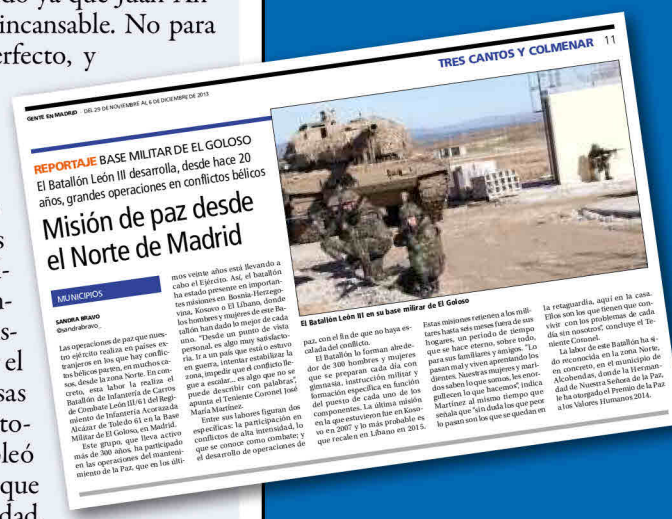 do ya que Juan An-
incansable. No para
erfecto, y
el
sas
to-
leó
que
dad
GENTE EN MADRID · DEL 25 DE NOVIEMBRE AL 6 DE DICIEMBRE DE 2013
TRES CANTOS Y COLMENAR 11
REPORTAJE BASE MILITAR DE EL GOLOSO
El Batallón León III desarrolla, desde hace 20
años, grandes operaciones en conflictos bélicos
Misión de paz desde
el Norte de Madrid
MUNICIPIOS
SANDRA BRAVO
@sandrabravo_
Las operaciones de paz que nues-
tro ejército realiza en países ex-
tranjeros en los que hay conflic-
tos bélicos parten, en muchos ca-
sos, desde la zona Norte. En con-
creto, esta labor la realiza el
Batallón de Infantería de Carros
de Combate León III/61 del Regi-
miento de Infantería Acorazada
Alcázar de Toledo 61 en la Base
Militar de El Goloso, en Madrid.
Este grupo, que lleva activo
más de 300 años, ha participado
en las operaciones del manteni-
miento de la Paz, que en los últi-
mos veinte años está llevando a
cabo el Ejército. Así, el batallón
ha estado presente en importan-
tes misiones en Bosnia-Herzego-
vina, Kosovo o El Líbano, donde
los hombres y mujeres de este Ba-
tallón han dado lo mejor de cada
uno. "Desde un punto de vista
personal, es algo muy satisfacto-
rio. Ir a un país que está o estuvo
en guerra, intentar estabilizar la
zona, impedir que el conflicto lle-
gue a escalar... es algo que no se
puede describir con palabras",
apunta el Teniente Coronel José
María Martínez.
Entre sus labores figuran dos
específicas: la participación en
conflictos de alta intensidad, lo
que se conoce como combate; y
el desarrollo de operaciones de
El Batallón León III en su base milirar de El Goloso
paz, con el fin de que no haya es-
calada del conflicto.
El Batallón lo forman alrede-
dor de 300 hombres y mujeres
que se preparan cada día con
gimnasia, instrucción militar y
formación específica en función
del puesto de cada uno de los
componentes. La última misión
en la que estuvieron fue en Koso-
vo en 2007 y lo más probable es
que recalen en Líbano en 2015.
Estas misiones retienen a los mili-
tares hasta seis meses fuera de sus
hogares, un período de tiempo
que se hace eterno, sobre todo,
para sus familiares y amigos. "Lo
pasan mal y viven apretando los
dientes. Nuestras mujeres y mari-
dos saben lo que somos, les enor-
gullecen lo que hacemos", indica
Martínez al mismo tiempo que
señala que "sin duda los que peor
lo pasan son los que se quedan en
la retaguardia, aquí en la casa.
Ellos son los que tienen que con-
vivir con los problemas de cada
día sin nosotros", concluye el Te-
niente Coronel.
La labor de este Batallón ha si-
do reconocida en la zona Norte,
en concreto, en el municipio de
Alcobendas, donde la Herman-
dad de Nuestra Señora de la Paz,
le ha otorgado el Premio de la Paz
a los Valores Humanos 2014.